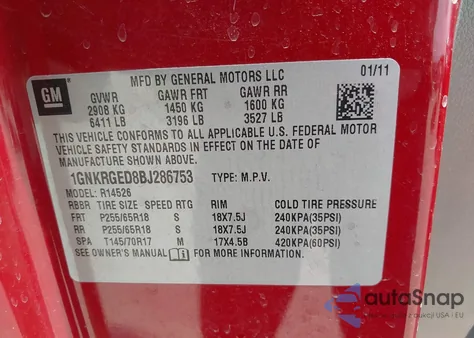 GM
MFD BY GENERAL MOTORS LLC 01/11
GVWR GAWR FRT GAWR RR
2908 KG 1450 KG 1600 KG
6411 LB 3196 LB 3527 LB
THIS VEHICLE CONFORMS TO ALL APPLICABLE U.S. FEDERAL MOTOR
VEHICLE SAFETY STANDARDS IN EFFECT ON THE DATE OF
MANUFACTURE SHOWN ABOVE.
1GNKRGED8BJ286753 TYPE: M.P.V.
MODEL: R14526
RBBR TIRE SIZE SPEED RTG RIM COLD TIRE PRESSURE
FRT P255/65R18 S 18X7.5J 240KPA(35PSI)
RR P255/65R18 S 18X7.5J 240KPA(35PSI)
SPA T145/70R17 M 17X4.5B 420KPA(60PSI)
SEE OWNER'S MANUAL FOR MORE INFORMATION.
autoSnap
aukcji USA i EU